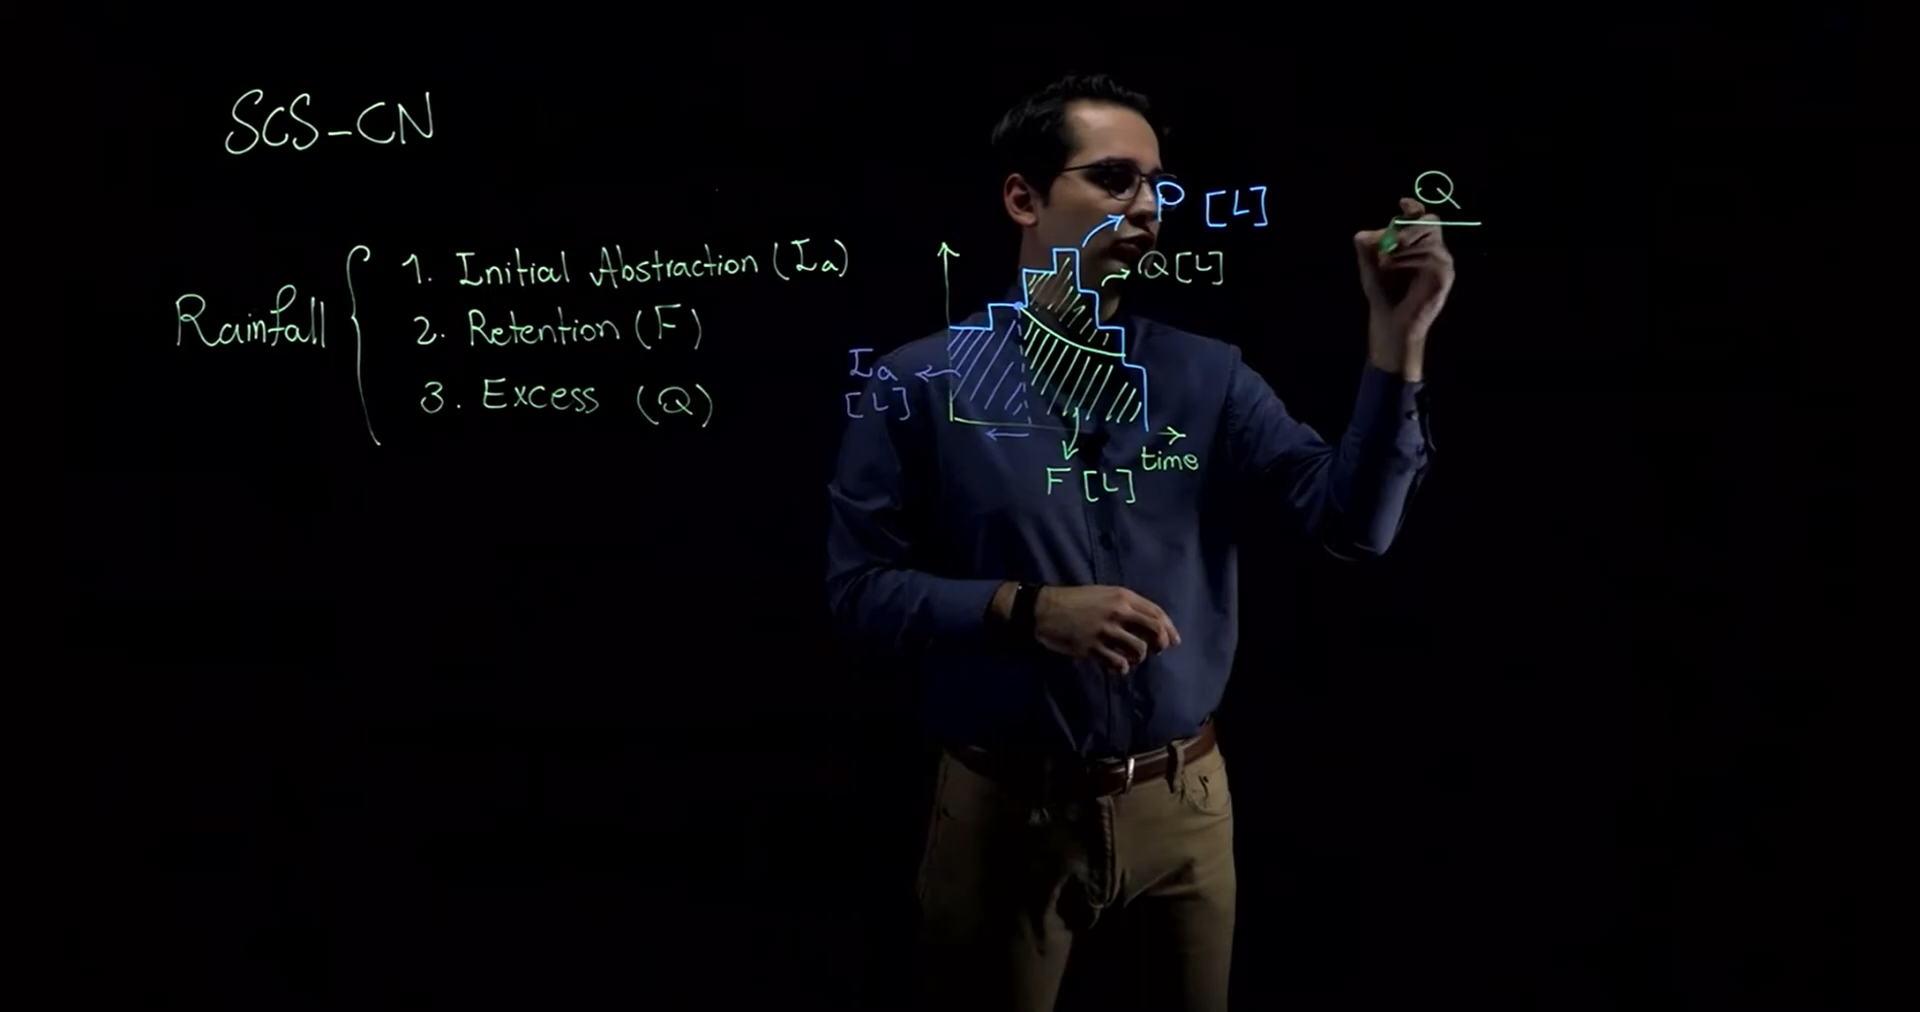 SCS-CN
Rainfall
1. Initial Abstraction (Ia)
2. Retention (F)
3. Excess (Q)
P [L]
Q [L]
Ia
[L]
F [L]
time
Q